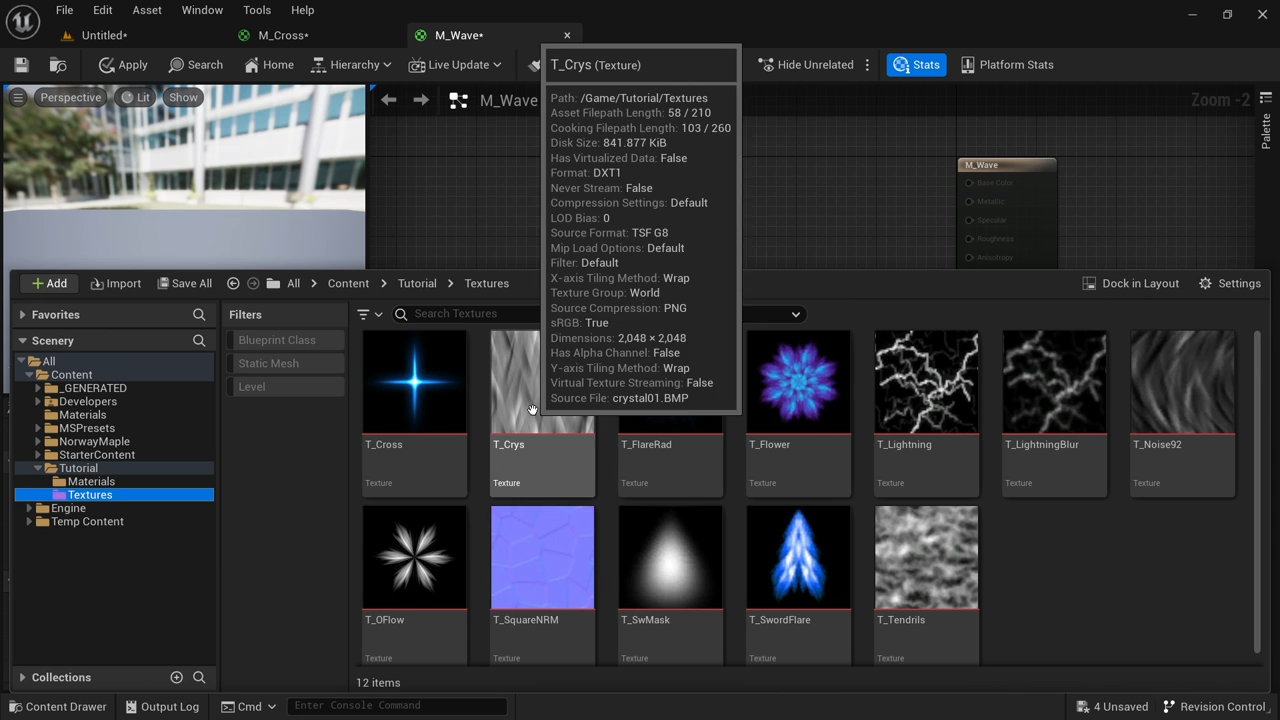 File Edit Asset Window Tools Help
Untitled* M_Cross* M_Wave*
Apply Search Home Hierarchy Live Update Hide Unrelated Stats Platform Stats
Perspective Lit Show
M_Wave
Zoom -2
Palette
M_Wave
Base Color
Metallic
Specular
Roughness
Anisotropy
T_Crys (Texture)
Path: /Game/Tutorial/Textures
Asset Filepath Length: 58 / 210
Cooking Filepath Length: 103 / 260
Disk Size: 841.877 KiB
Has Virtualized Data: False
Format: DXT1
Never Stream: False
Compression Settings: Default
LOD Bias: 0
Source Format: TSF G8
Mip Load Options: Default
Filter: Default
X-axis Tiling Method: Wrap
Texture Group: World
Source Compression: PNG
sRGB: True
Dimensions: 2,048 × 2,048
Has Alpha Channel: False
Y-axis Tiling Method: Wrap
Virtual Texture Streaming: False
Source File: crystal01.BMP
Add Import Save All All Content Tutorial Textures Dock in Layout Settings
Favorites
Scenery
All
Content
_GENERATED
Developers
Materials
MSPresets
NorwayMaple
StarterContent
Tutorial
Materials
Textures
Engine
Temp Content
Collections
Filters
Blueprint Class
Static Mesh
Level
Search Textures
T_Cross T_Crys T_FlareRad T_Flower T_Lightning T_LightningBlur T_Noise92
Texture Texture Texture Texture Texture Texture Texture
T_OFlow T_SquareNRM T_SwMask T_SwordFlare T_Tendrils
Texture Texture Texture Texture Texture
12 items
Content Drawer Output Log Cmd Enter Console Command 4 Unsaved Revision Control